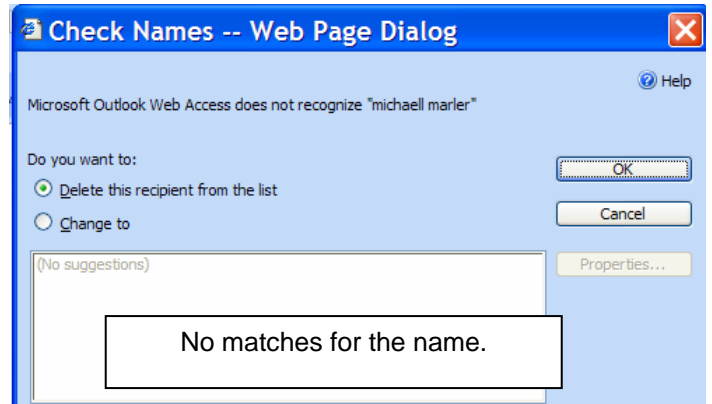 Check Names -- Web Page Dialog
Help
Microsoft Outlook Web Access does not recognize "michaell marler"
Do you want to:
Delete this recipient from the list
OK
Change to
Cancel
(No suggestions)
Properties...
No matches for the name.